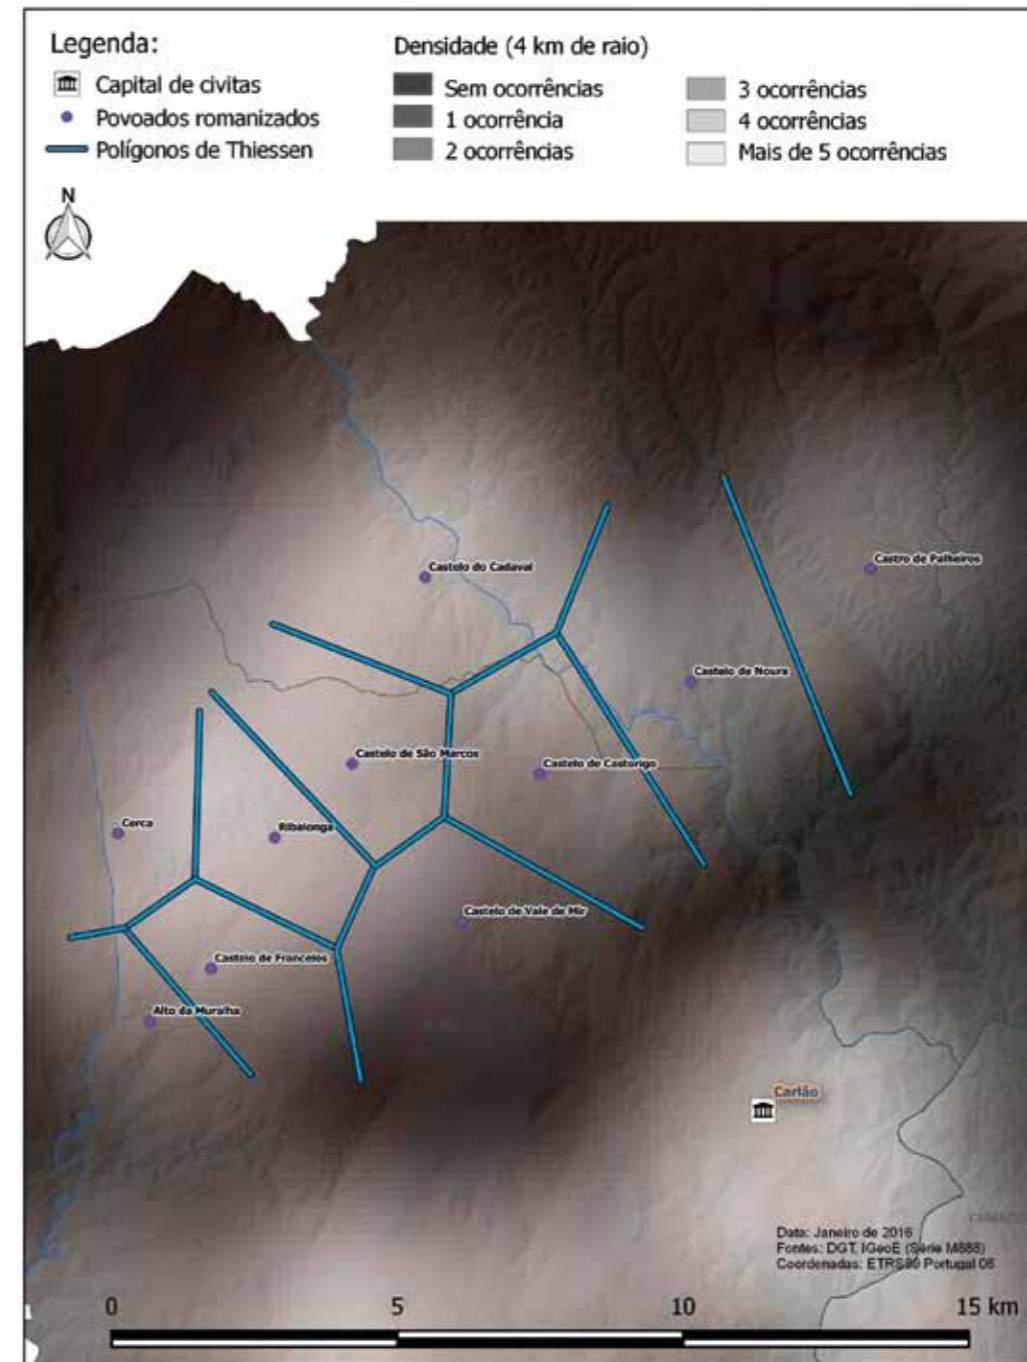 Legenda:
Capital de civitas
Povoados romanizados
Polígonos de Thiessen
Densidade (4 km de raio)
Sem ocorrências
1 ocorrência
2 ocorrências
3 ocorrências
4 ocorrências
Mais de 5 ocorrências
N
Castelo do Cadaval
Castro de Palheiros
Castelo de Noura
Castelo de São Marcos
Castelo de Castorigo
Cerca
Ribalonga
Castelo de Vale de Mir
Castelo de Francelos
Alto da Muralha
Carlão
Data: Janeiro de 2016
Fontes: DGT, IGeoE (Série M888)
Coordenadas: ETRS89 Portugal 06
0 5 10 15 km